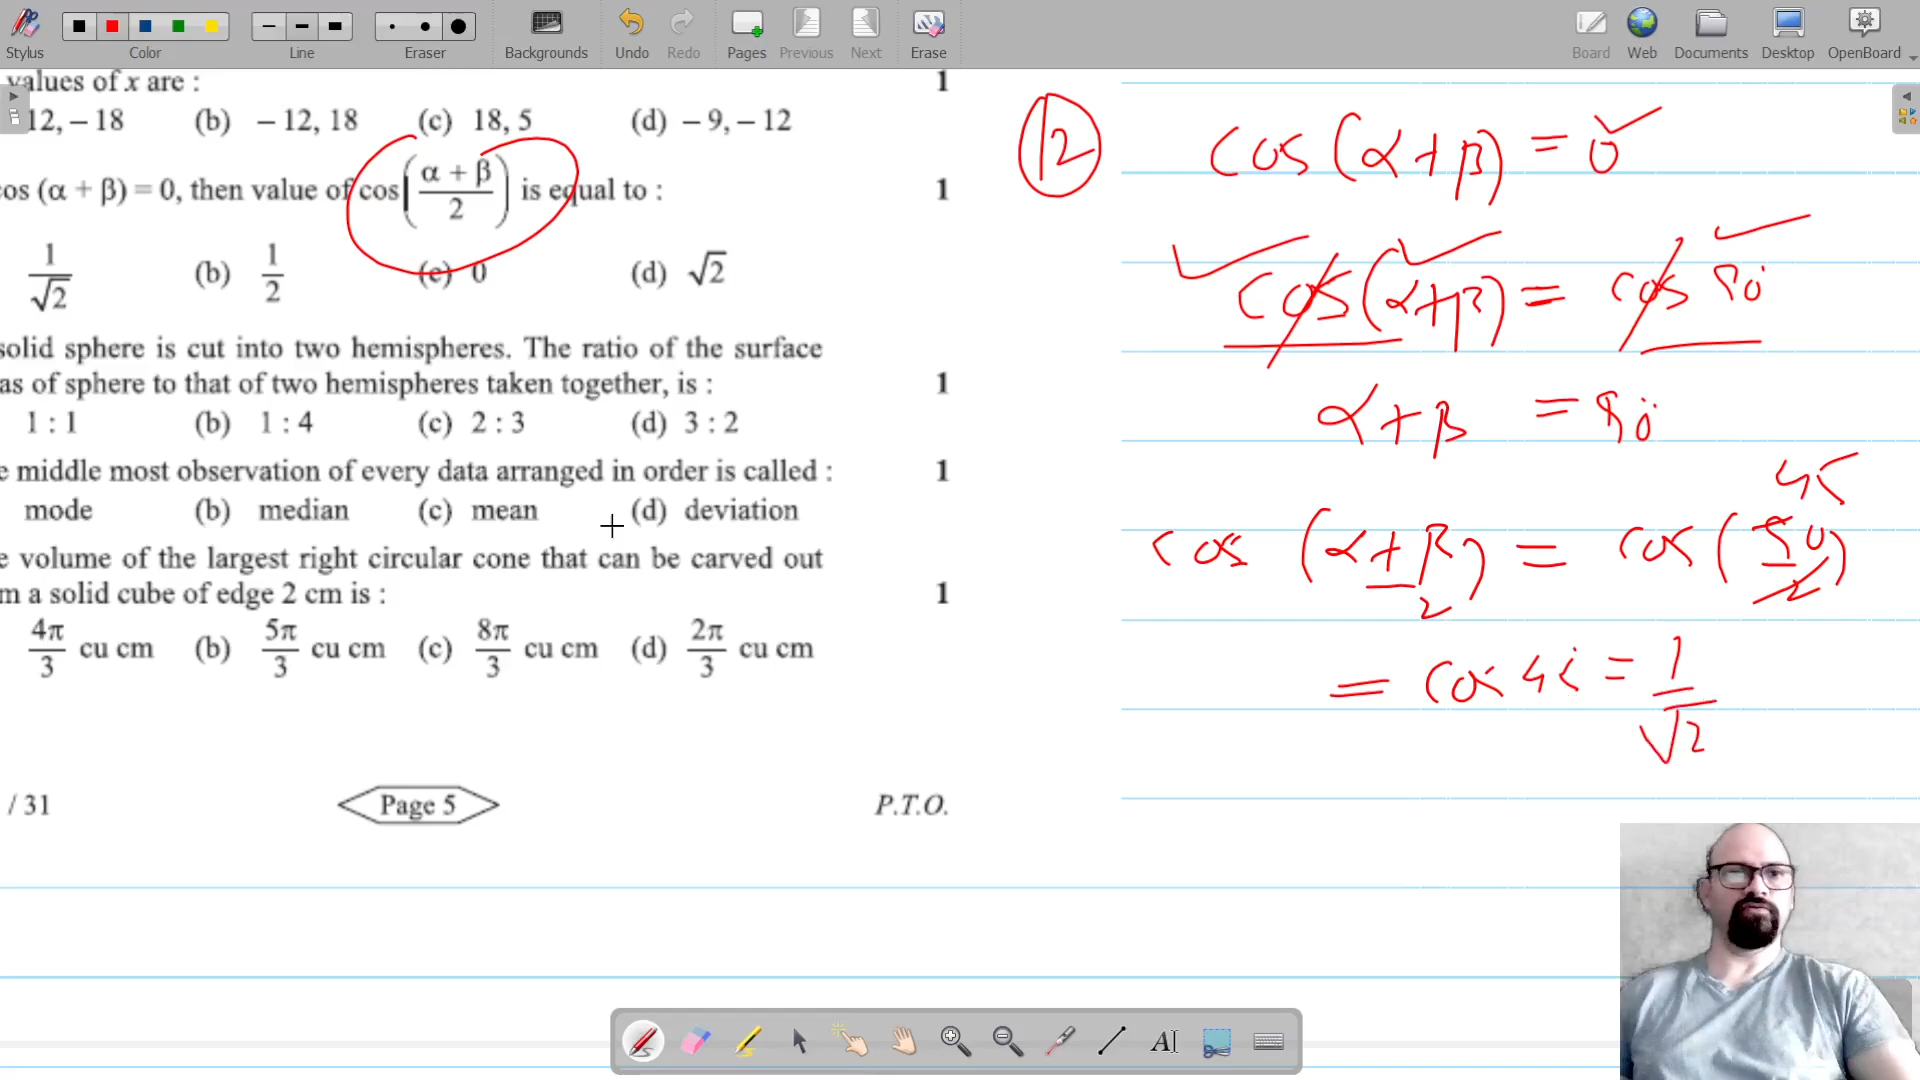 Stylus Color Line Eraser Backgrounds Undo Redo Pages Previous Next Erase Board Web Documents Desktop OpenBoard
values of x are : 1
12, – 18 (b) – 12, 18 (c) 18, 5 (d) – 9, – 12
cos (α + β) = 0, then value of cos((α + β)/2) is equal to : 1
1/√2 (b) 1/2 (c) 0 (d) √2
solid sphere is cut into two hemispheres. The ratio of the surface
as of sphere to that of two hemispheres taken together, is : 1
1 : 1 (b) 1 : 4 (c) 2 : 3 (d) 3 : 2
e middle most observation of every data arranged in order is called : 1
mode (b) median (c) mean (d) deviation
e volume of the largest right circular cone that can be carved out
m a solid cube of edge 2 cm is : 1
4π/3 cu cm (b) 5π/3 cu cm (c) 8π/3 cu cm (d) 2π/3 cu cm
/ 31 Page 5 P.T.O.
12 cos (α+β) = 0
cos (α+β) = cos 90
α+β = 90
45
cos (α+β/2) = cos (90/2)
= cos 45 = 1/√2